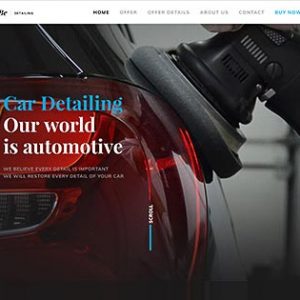 DETAILING
HOME OFFER OFFER DETAILS ABOUT US CONTACT BUY NOW
Car Detailing
Our world
is automotive
WE BELIEVE EVERY DETAIL IS IMPORTANT
WE WILL RESTORE EVERY DETAIL OF YOUR CAR
SCROLL